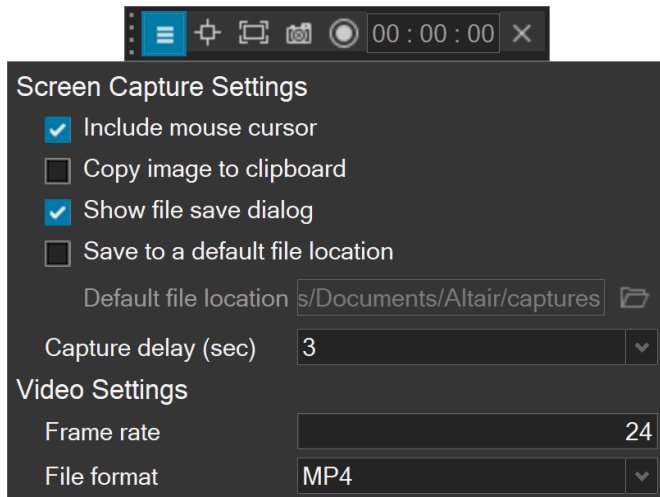 00 : 00 : 00
Screen Capture Settings
Include mouse cursor
Copy image to clipboard
Show file save dialog
Save to a default file location
Default file location s/Documents/Altair/captures
Capture delay (sec) 3
Video Settings
Frame rate 24
File format MP4